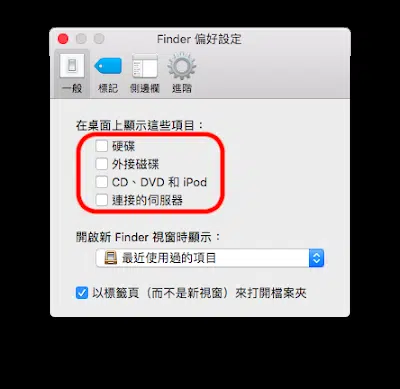 Finder 偏好設定
一般 標記 側邊欄 進階
在桌面上顯示這些項目：
硬碟
外接磁碟
CD、DVD 和 iPod
連接的伺服器
開啟新 Finder 視窗時顯示：
最近使用過的項目
以標籤頁（而不是新視窗）來打開檔案夾